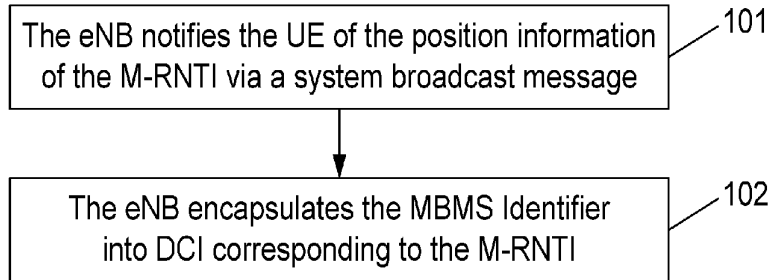 The eNB notifies the UE of the position information
of the M-RNTI via a system broadcast message
101
The eNB encapsulates the MBMS Identifier
into DCI corresponding to the M-RNTI
102